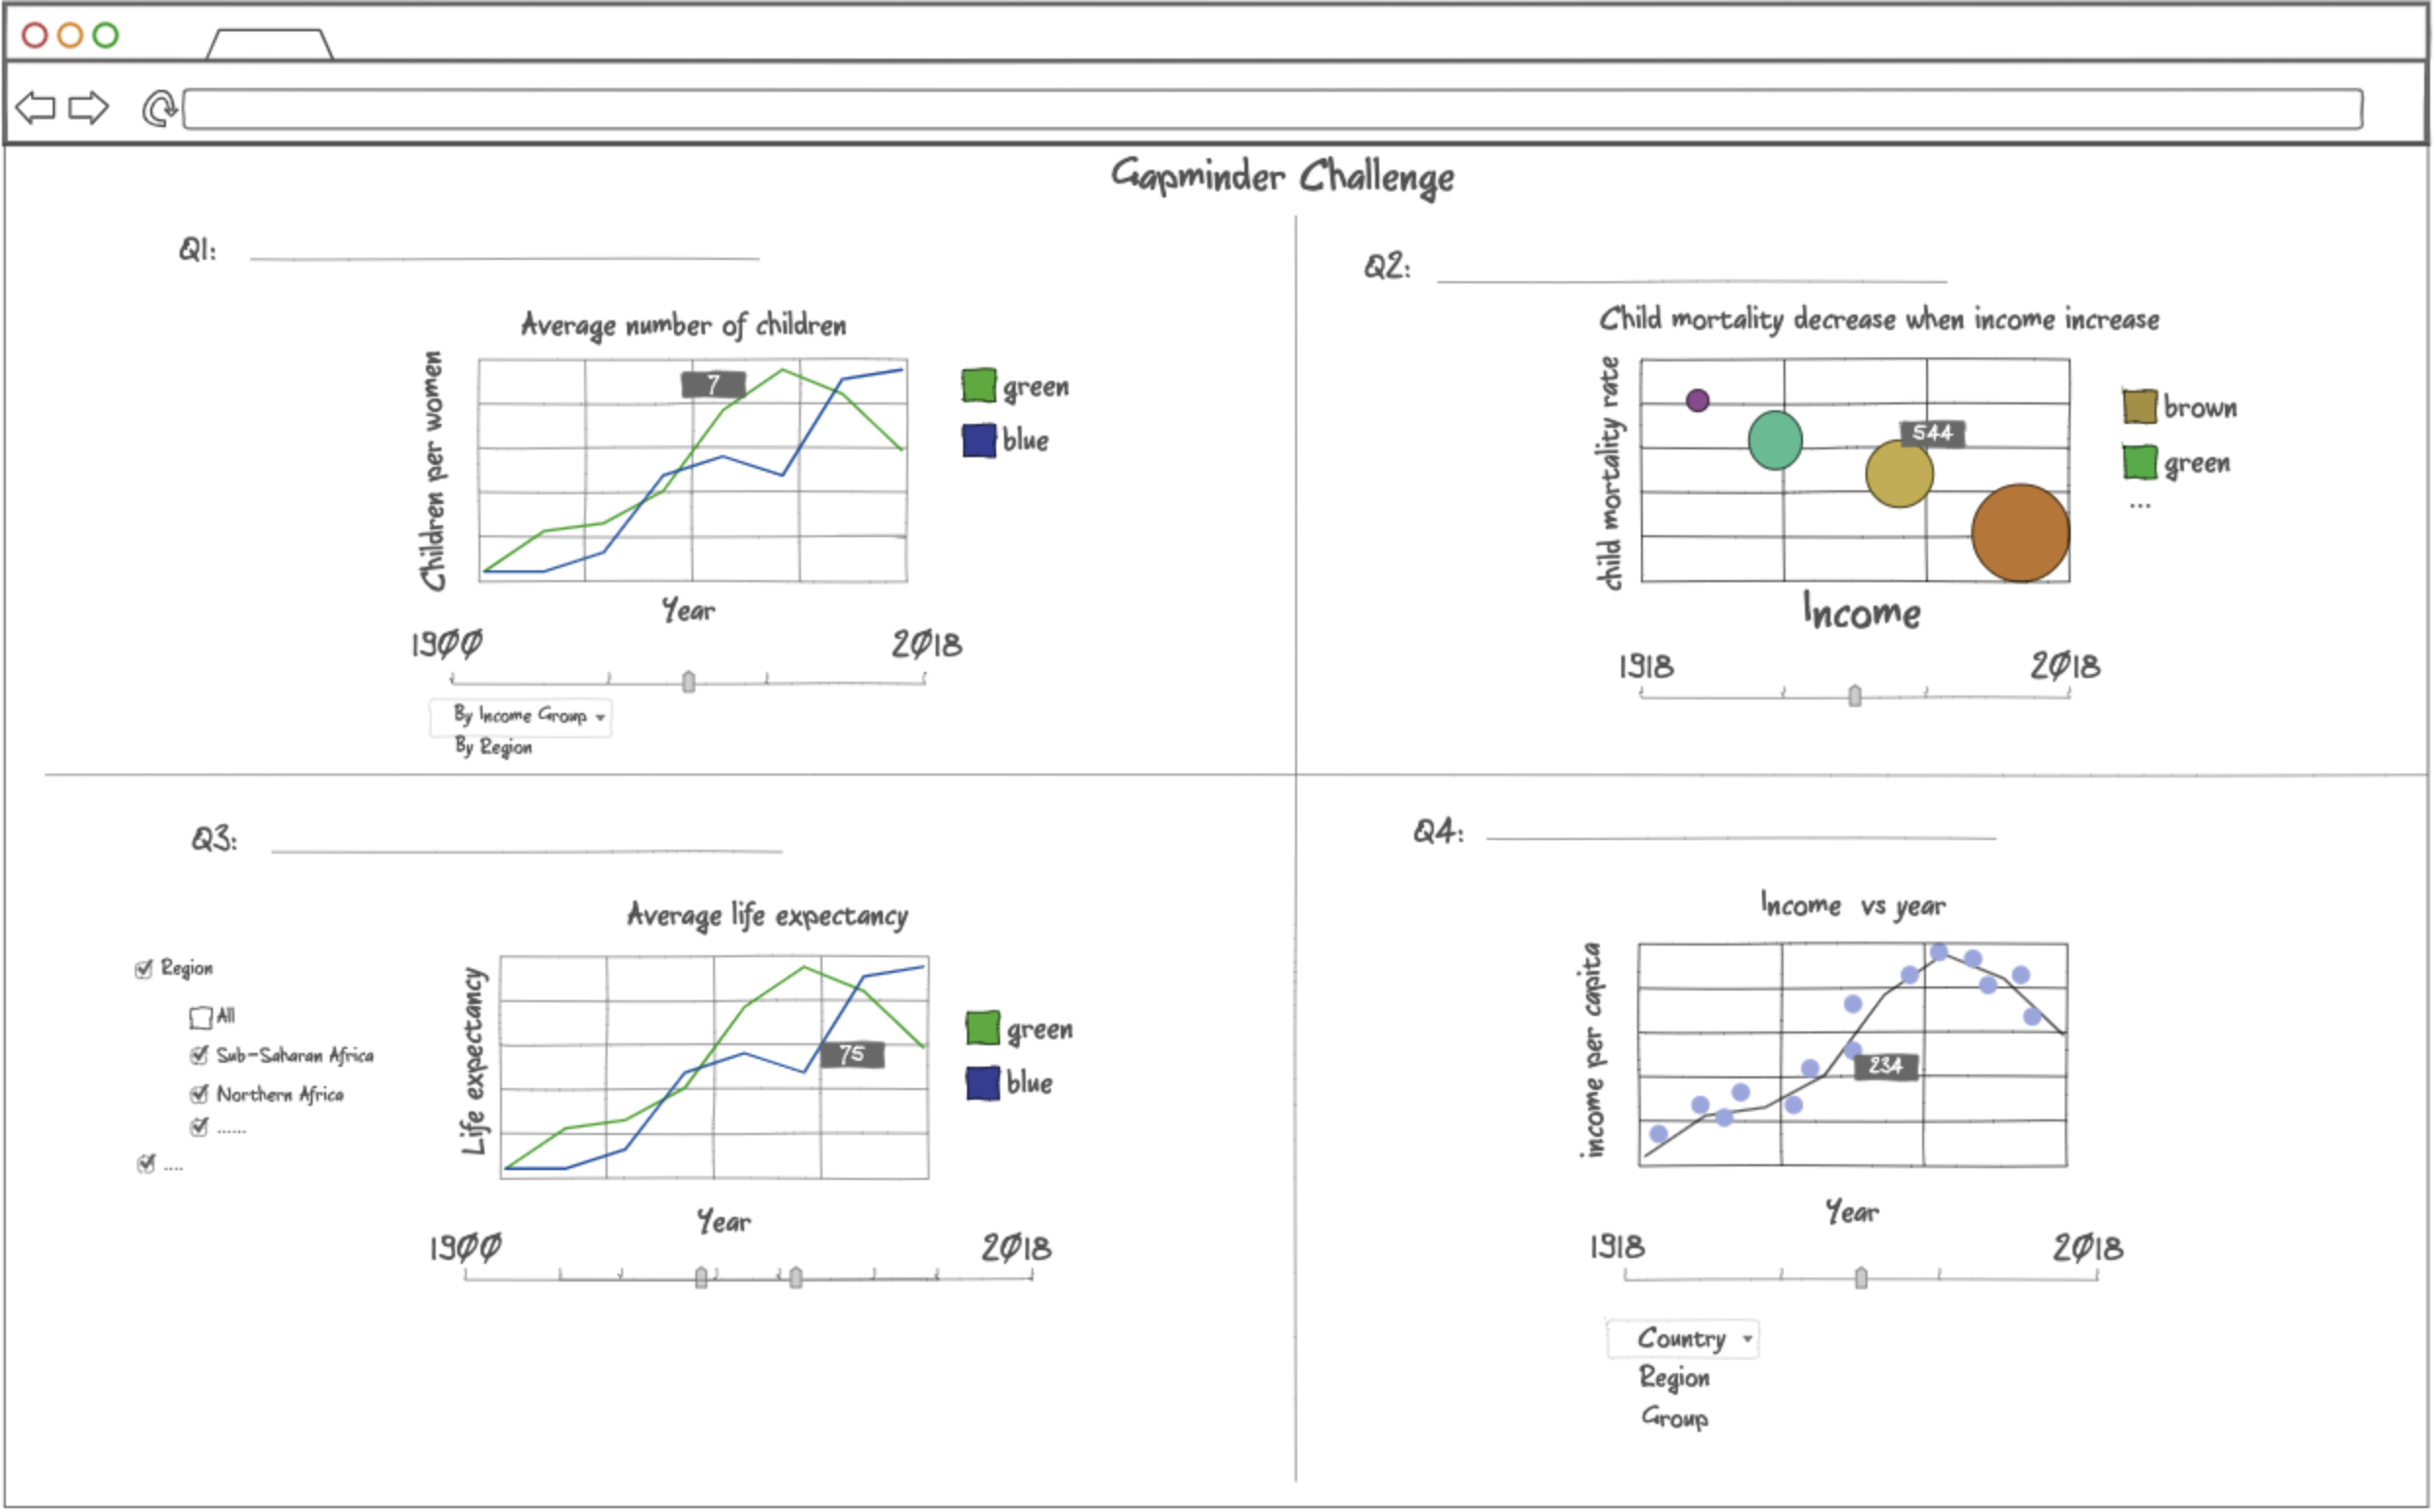 Gapminder Challenge
Q1:
Average number of children
Children per women
7
green
blue
Year
1900
2018
By Income Group
By Region
Q2:
Child mortality decrease when income increase
child mortality rate
544
brown
green
...
Income
1918
2018
Q3:
Average life expectancy
Region
All
Sub-Saharan Africa
Northern Africa
......
....
Life expectancy
75
green
blue
Year
1900
2018
Q4:
Income vs year
income per capita
234
Year
1918
2018
Country
Region
Group